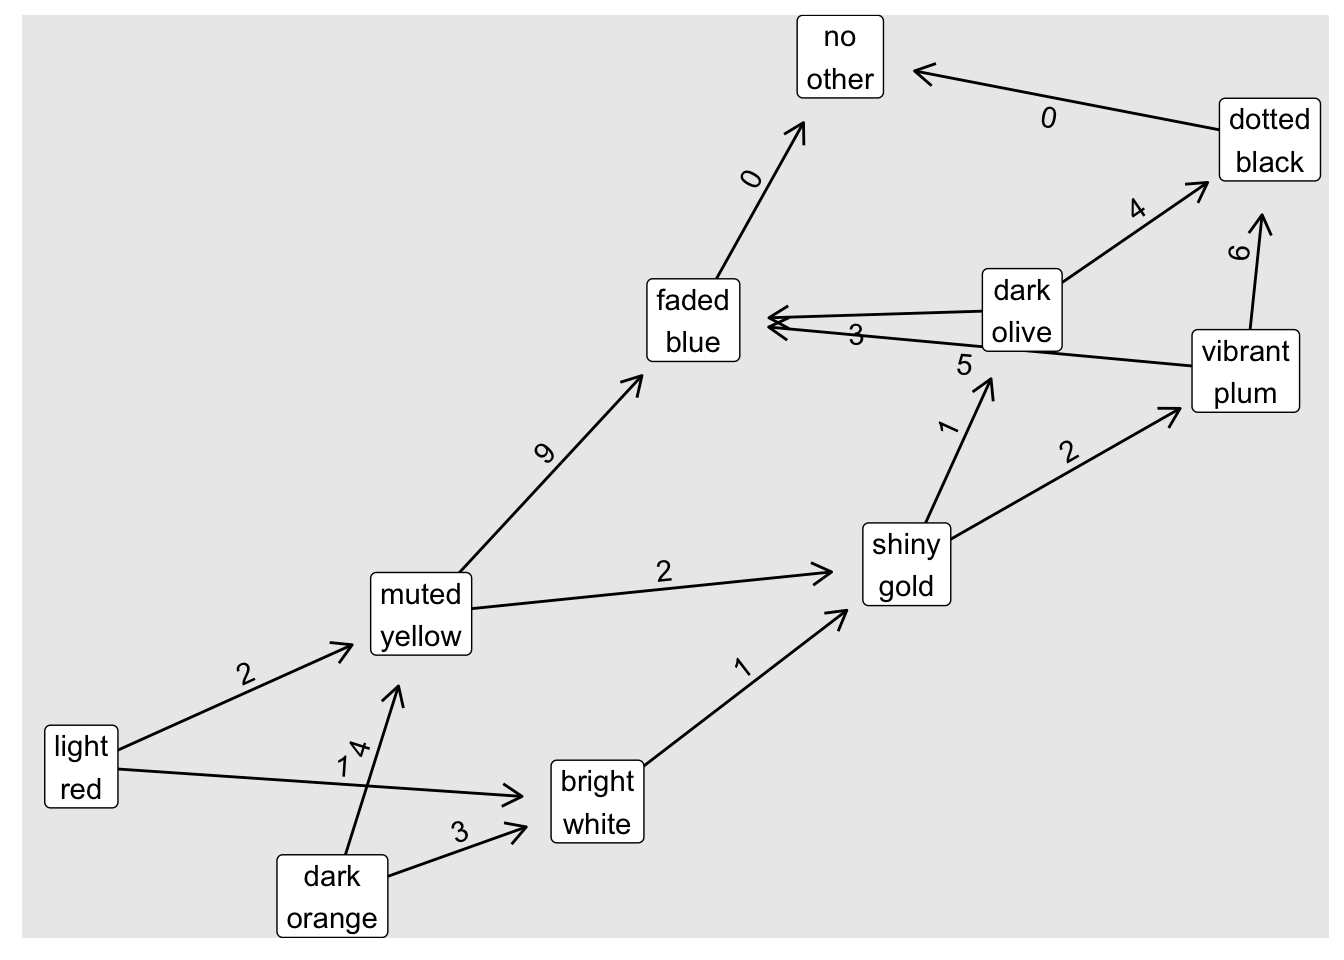 no
other
dotted
black
0
0
4
6
faded
blue
dark
olive
3
5
vibrant
plum
9
1
2
shiny
gold
muted
yellow
2
2
1
light
red
4
1
bright
white
3
dark
orange